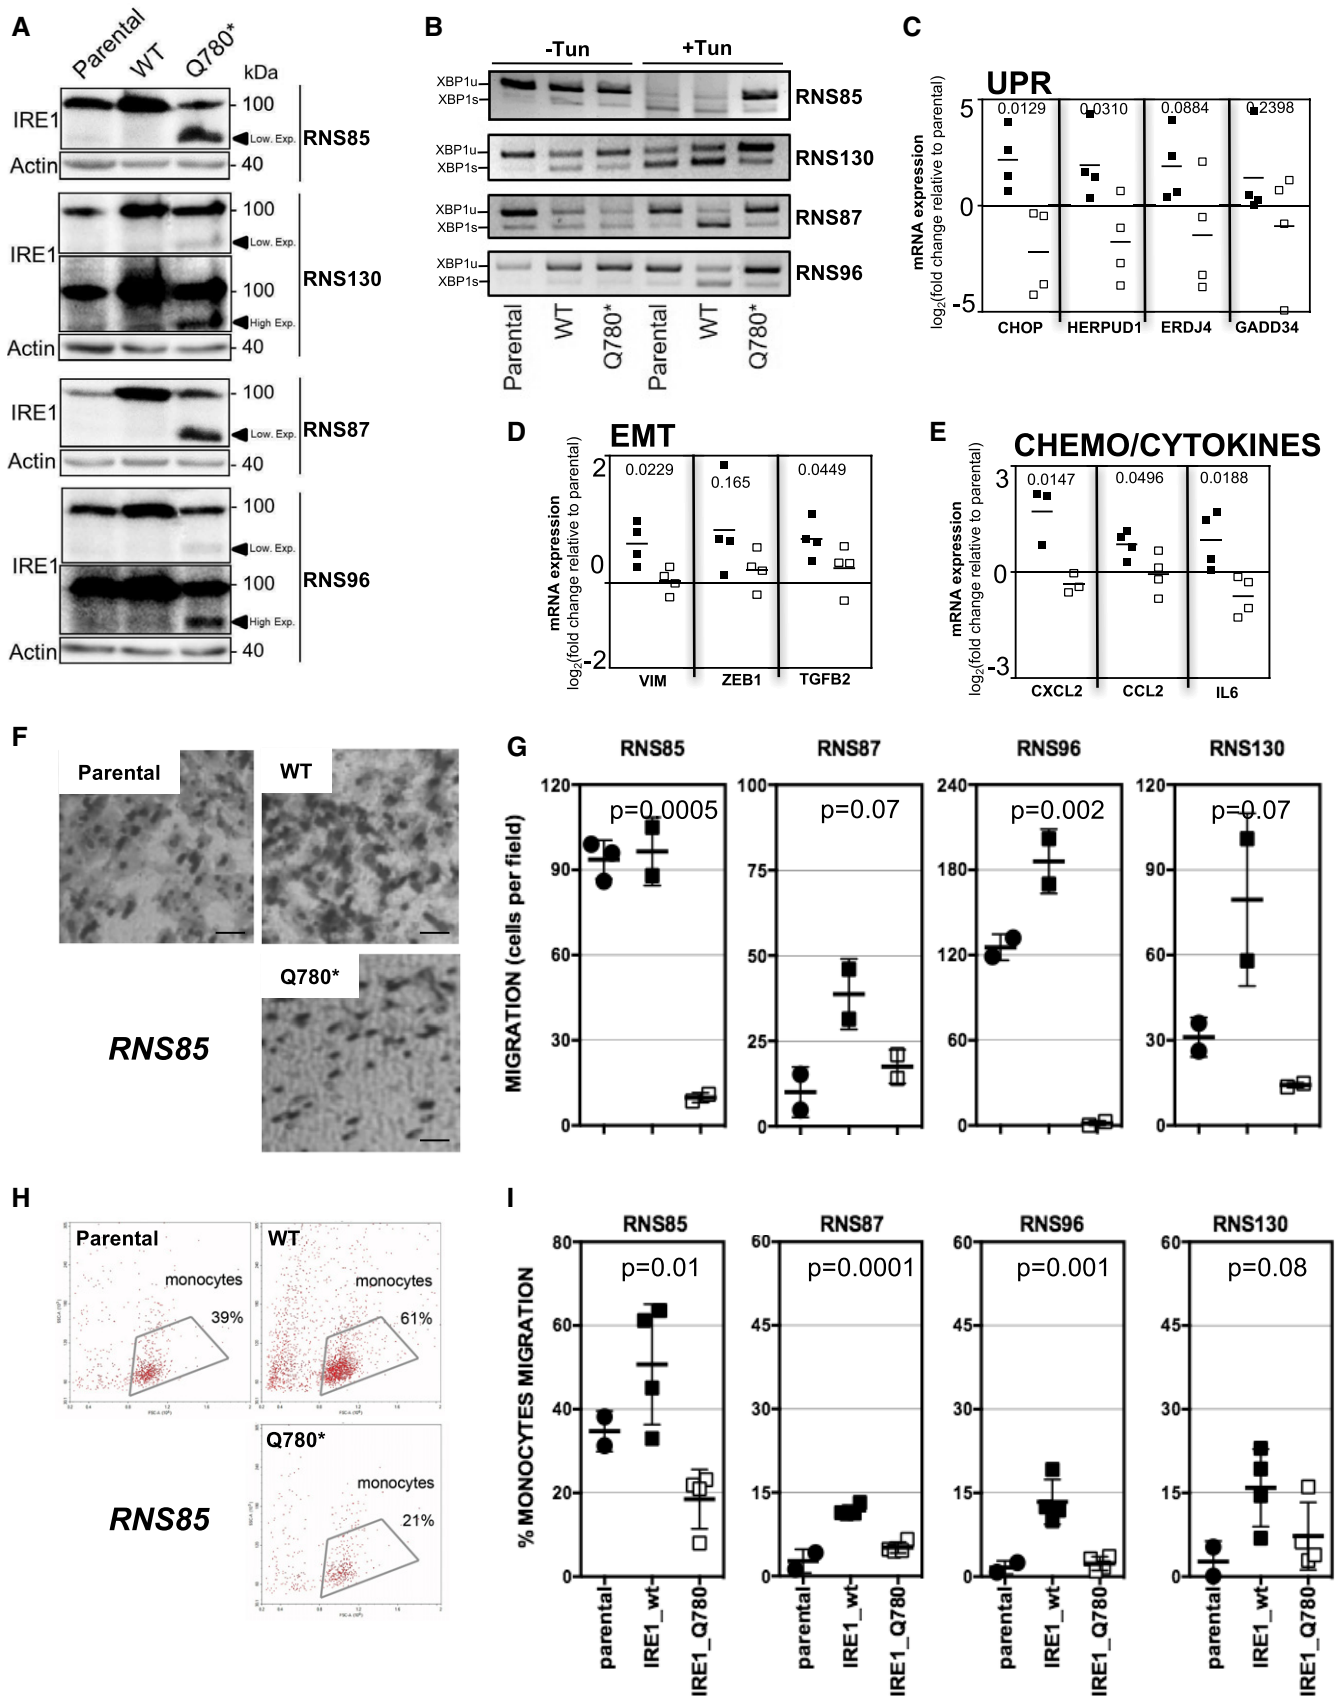 A
Parental
WT
Q780*
kDa
IRE1
100
Low. Exp.
Actin
40
RNS85
IRE1
100
Low. Exp.
100
High Exp.
Actin
40
RNS130
IRE1
100
Low. Exp.
Actin
40
RNS87
IRE1
100
Low. Exp.
100
High Exp.
Actin
40
RNS96
B
-Tun
+Tun
XBP1u
XBP1s
RNS85
XBP1u
XBP1s
RNS130
XBP1u
XBP1s
RNS87
XBP1u
XBP1s
RNS96
Parental
WT
Q780*
Parental
WT
Q780*
C
UPR
mRNA expression
log2(fold change relative to parental)
5
0
-5
0.0129
0.0310
0.0884
0.2398
CHOP
HERPUD1
ERDJ4
GADD34
D
EMT
mRNA expression
log2(fold change relative to parental)
2
0
-2
0.0229
0.165
0.0449
VIM
ZEB1
TGFB2
E
CHEMO/CYTOKINES
mRNA expression
log2(fold change relative to parental)
3
0
-3
0.0147
0.0496
0.0188
CXCL2
CCL2
IL6
F
Parental
WT
Q780*
RNS85
G
MIGRATION (cells per field)
RNS85
120
90
60
30
0
p=0.0005
RNS87
100
75
50
25
0
p=0.07
RNS96
240
180
120
60
0
p=0.002
RNS130
120
90
60
30
0
p=0.07
H
Parental
monocytes
39%
WT
monocytes
61%
Q780*
monocytes
21%
RNS85
I
% MONOCYTES MIGRATION
RNS85
80
60
40
20
0
p=0.01
RNS87
60
45
30
15
0
p=0.0001
RNS96
60
45
30
15
0
p=0.001
RNS130
60
45
30
15
0
p=0.08
parental
IRE1_wt
IRE1_Q780
parental
IRE1_wt
IRE1_Q780
parental
IRE1_wt
IRE1_Q780
parental
IRE1_wt
IRE1_Q780